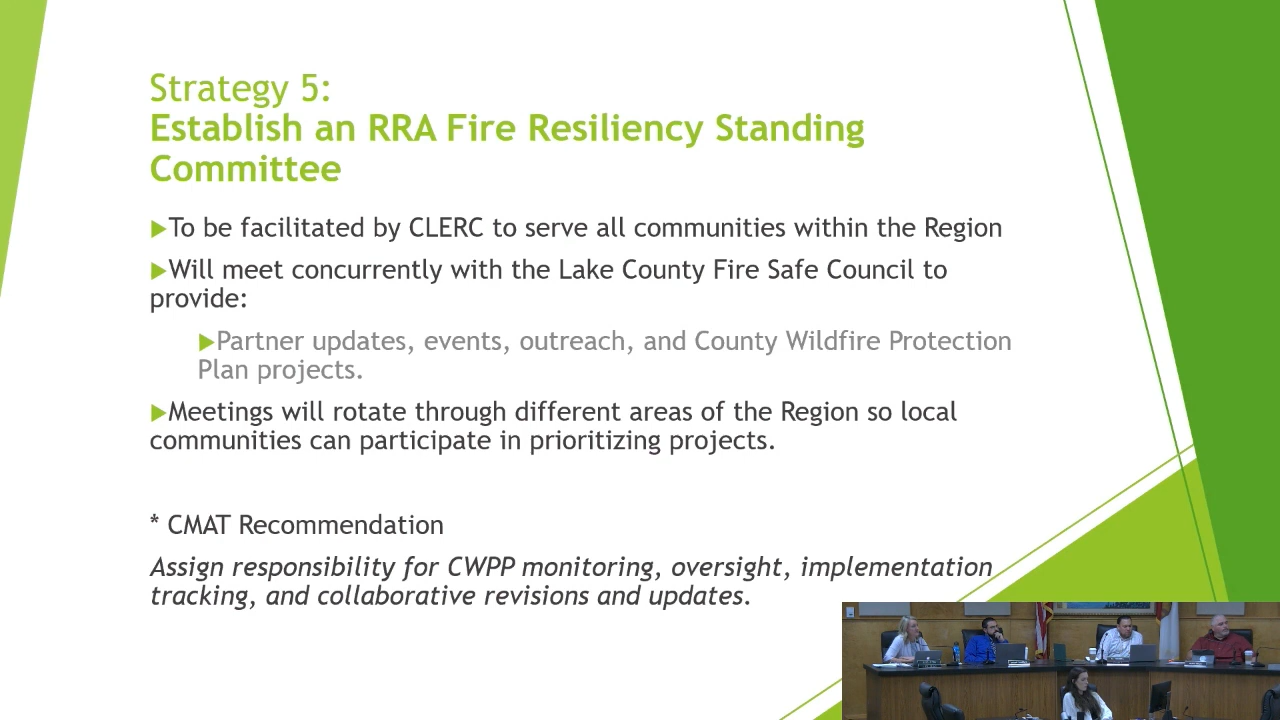 Strategy 5:
Establish an RRA Fire Resiliency Standing
Committee
To be facilitated by CLERC to serve all communities within the Region
Will meet concurrently with the Lake County Fire Safe Council to
provide:
Partner updates, events, outreach, and County Wildfire Protection
Plan projects.
Meetings will rotate through different areas of the Region so local
communities can participate in prioritizing projects.
* CMAT Recommendation
Assign responsibility for CWPP monitoring, oversight, implementation
tracking, and collaborative revisions and updates.